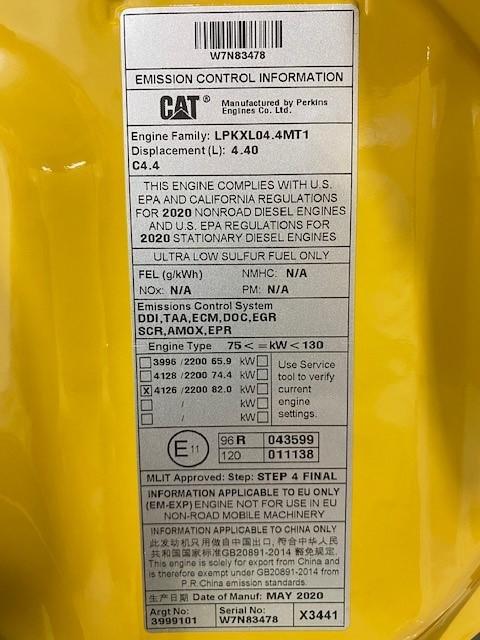 W7N83478
EMISSION CONTROL INFORMATION
CAT® Manufactured by Perkins
Engines Co. Ltd.
Engine Family: LPKXL04.4MT1
Displacement (L): 4.40
C4.4
THIS ENGINE COMPLIES WITH U.S.
EPA AND CALIFORNIA REGULATIONS
FOR 2020 NONROAD DIESEL ENGINES
AND U.S. EPA REGULATIONS FOR
2020 STATIONARY DIESEL ENGINES
ULTRA LOW SULFUR FUEL ONLY
FEL (g/kWh) NMHC: N/A
NOx: N/A PM: N/A
Emissions Control System
DDI,TAA,ECM,DOC,EGR
SCR,AMOX,EPR
Engine Type 75 < = kW < 130
3996 / 2200 65.9 kW
4128 / 2200 74.4 kW
X 4126 / 2200 82.0 kW
/ kW
/ kW
Use Service
tool to verify
current
engine
settings.
E11
96 R 043599
120 011138
MLIT Approved: Step: STEP 4 FINAL
INFORMATION APPLICABLE TO EU ONLY
(EM-EXP) ENGINE NOT FOR USE IN EU
NON-ROAD MOBILE MACHINERY
INFORMATION APPLICABLE TO CHINA ONLY
此发动机只用做自中国出口, 符合中华人民
共和国国家标准GB20891-2014 豁免规定.
This engine is solely for export from China and
is therefore exempt under GB20891-2014 from
P.R.China emission standards.
生产日期 Date of Manuf: MAY 2020
Argt No: 3999101
Serial No: W7N83478
X3441